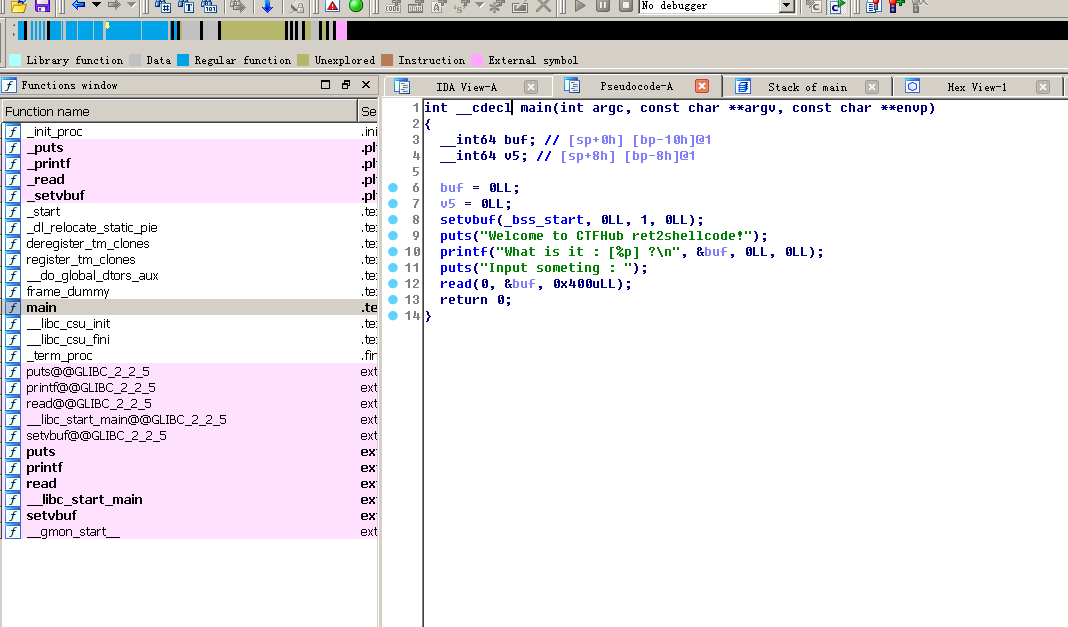 No debugger
Library function Data Regular function Unexplored Instruction External symbol
Functions window
IDA View-A Pseudocode-A Stack of main Hex View-1
Function name Se
_init_proc .ini
_puts .pl
_printf .pl
_read .pl
_setvbuf .pl
_start .te
_dl_relocate_static_pie .te
deregister_tm_clones .te
register_tm_clones .te
__do_global_dtors_aux .te
frame_dummy .te
main .te
__libc_csu_init .te
__libc_csu_fini .te
_term_proc .fin
puts@@GLIBC_2_2_5 ext
printf@@GLIBC_2_2_5 ext
read@@GLIBC_2_2_5 ext
__libc_start_main@@GLIBC_2_2_5 ext
setvbuf@@GLIBC_2_2_5 ext
puts ex
printf ex
read ex
__libc_start_main ex
setvbuf ex
__gmon_start__ ext
1 int __cdecl main(int argc, const char **argv, const char **envp)
2 {
3 __int64 buf; // [sp+0h] [bp-10h]@1
4 __int64 v5; // [sp+8h] [bp-8h]@1
5
6 buf = 0LL;
7 v5 = 0LL;
8 setvbuf(_bss_start, 0LL, 1, 0LL);
9 puts("Welcome to CTFHub ret2shellcode!");
10 printf("What is it : [%p] ?\n", &buf, 0LL, 0LL);
11 puts("Input someting : ");
12 read(0, &buf, 0x400uLL);
13 return 0;
14 }